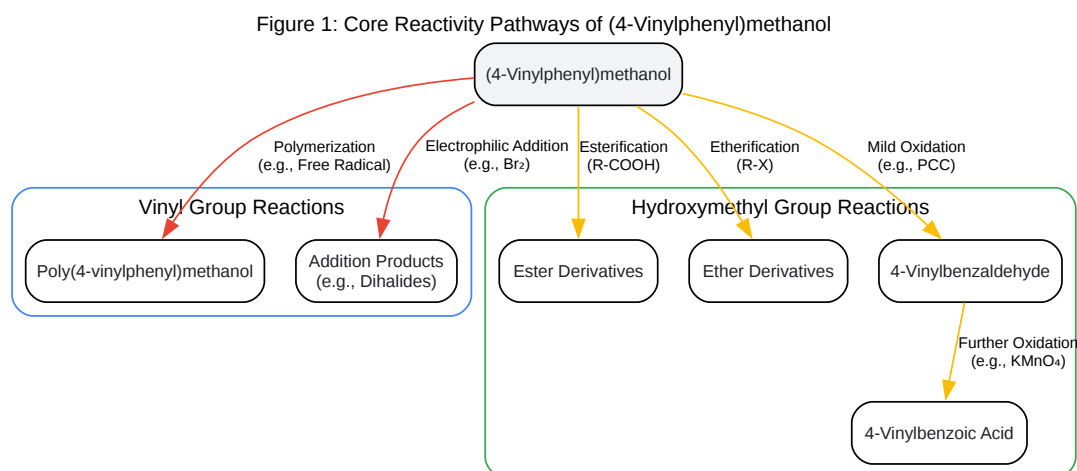 Figure 1: Core Reactivity Pathways of (4-Vinylphenyl)methanol
(4-Vinylphenyl)methanol
Polymerization
(e.g., Free Radical)
Electrophilic Addition
(e.g., Br₂)
Esterification
(R-COOH)
Etherification
(R-X)
Mild Oxidation
(e.g., PCC)
Vinyl Group Reactions
Hydroxymethyl Group Reactions
Poly(4-vinylphenyl)methanol
Addition Products
(e.g., Dihalides)
Ester Derivatives
Ether Derivatives
4-Vinylbenzaldehyde
Further Oxidation
(e.g., KMnO₄)
4-Vinylbenzoic Acid